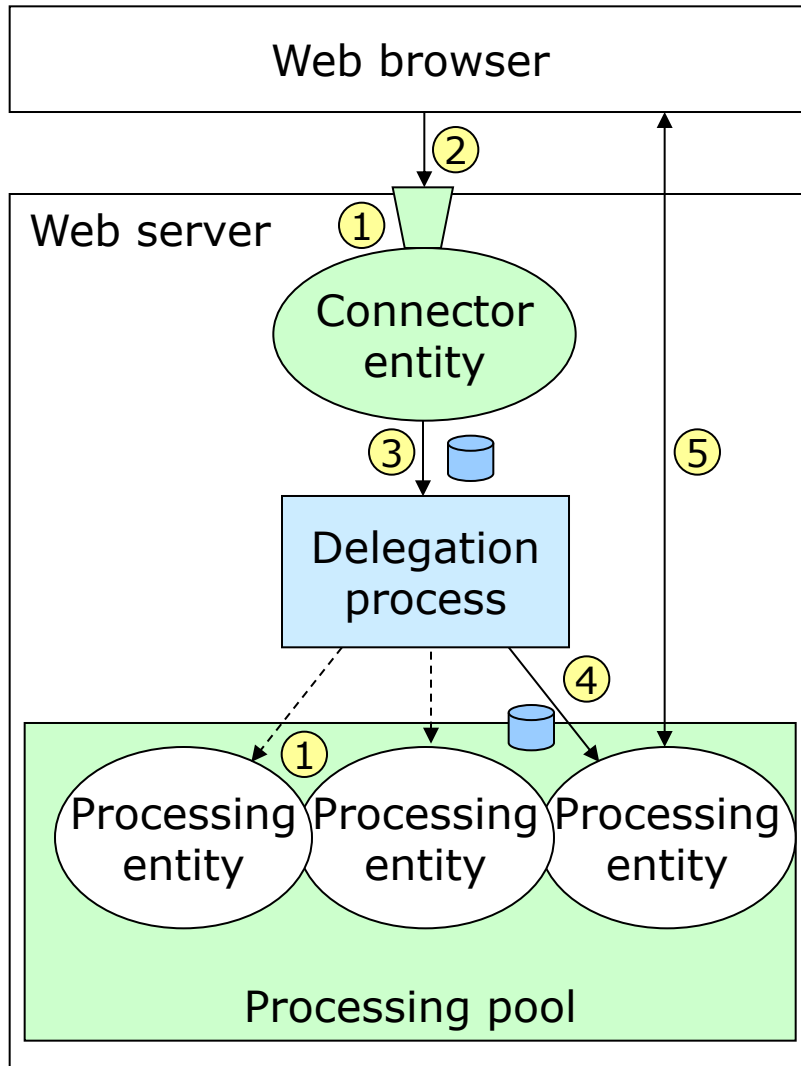 Web browser
2
Web server
1
Connector
entity
3
5
Delegation
process
4
1
Processing
entity
Processing
entity
Processing
entity
Processing pool